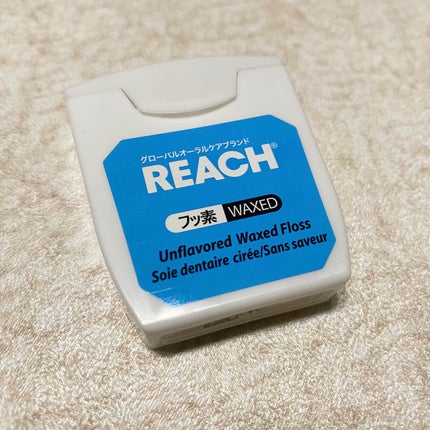 グローバルオーラルケアブランド
REACH®
フッ素 WAXED
Unflavored Waxed Floss
Soie dentaire cirée/Sans saveur